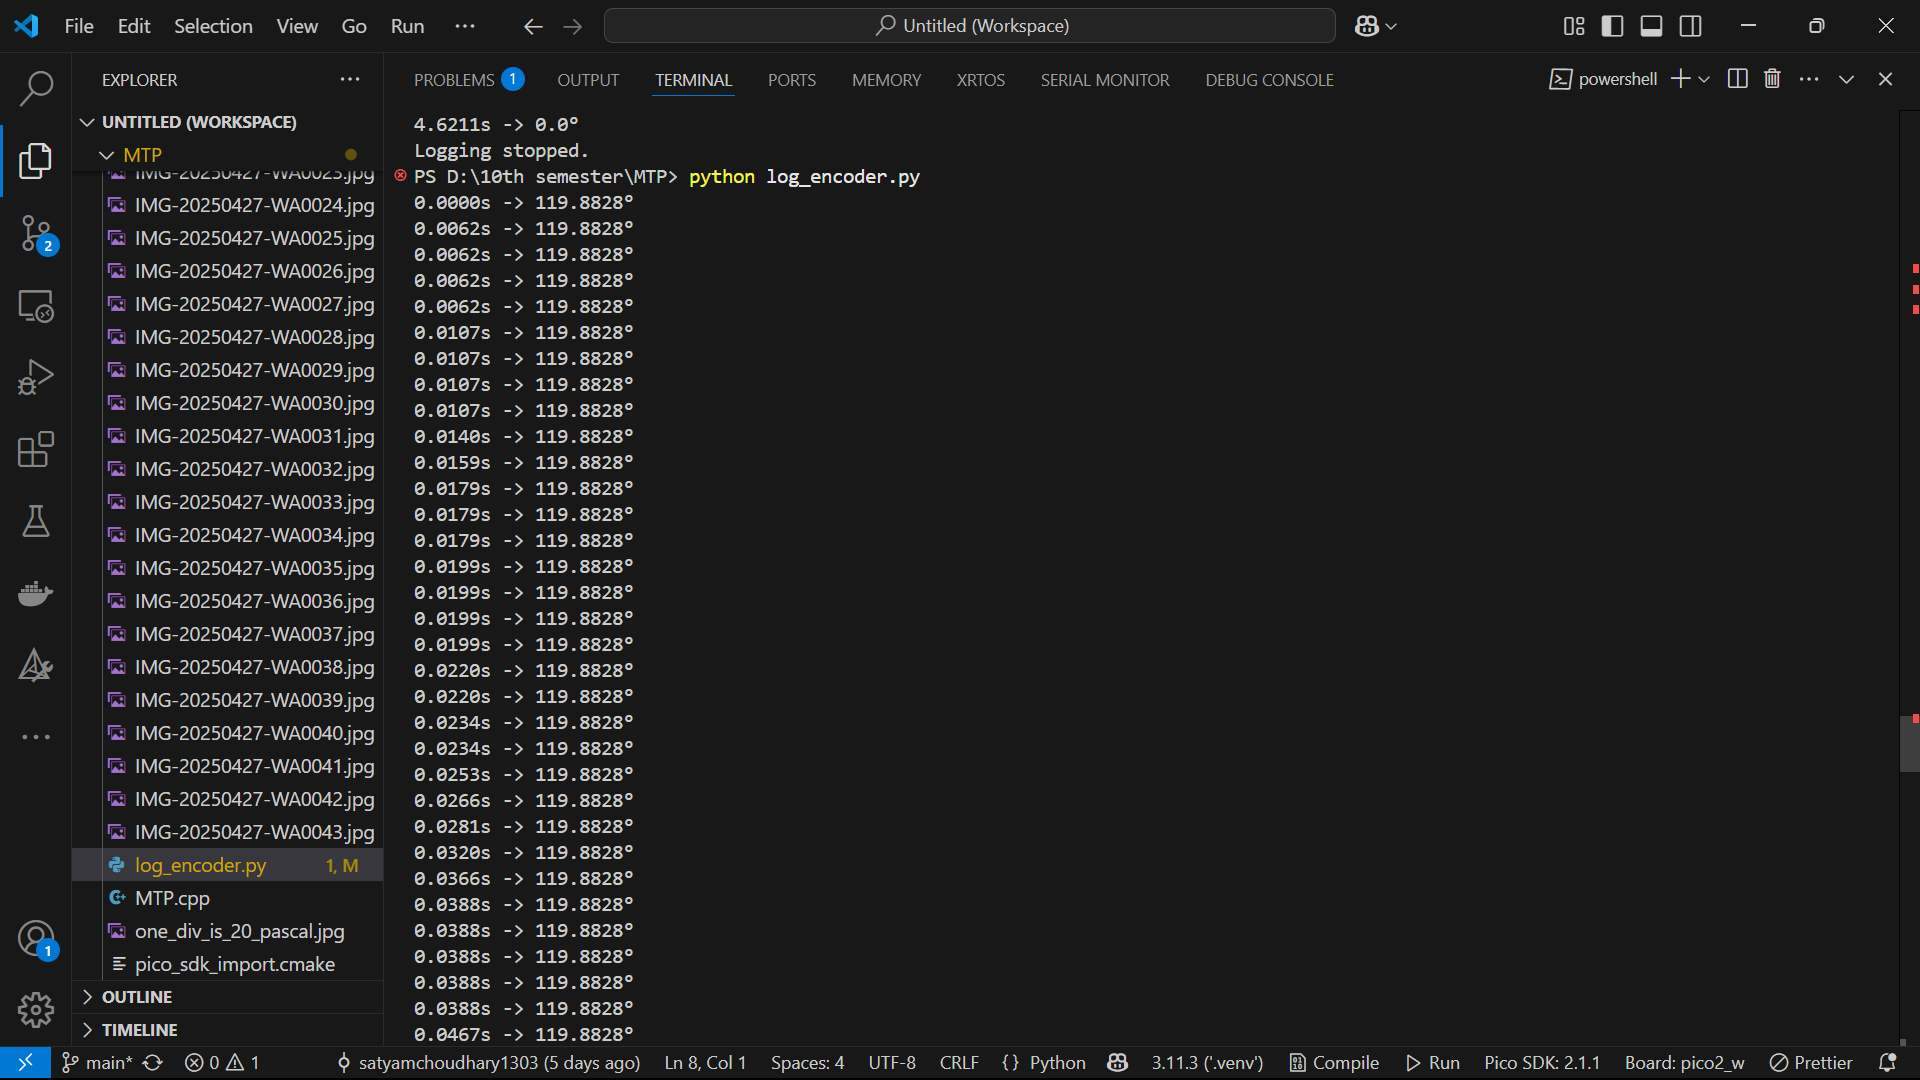 File Edit Selection View Go Run ··· Untitled (Workspace)
EXPLORER ···
UNTITLED (WORKSPACE)
MTP
IMG-20250427-WA0023.jpg
IMG-20250427-WA0024.jpg
IMG-20250427-WA0025.jpg
IMG-20250427-WA0026.jpg
IMG-20250427-WA0027.jpg
IMG-20250427-WA0028.jpg
IMG-20250427-WA0029.jpg
IMG-20250427-WA0030.jpg
IMG-20250427-WA0031.jpg
IMG-20250427-WA0032.jpg
IMG-20250427-WA0033.jpg
IMG-20250427-WA0034.jpg
IMG-20250427-WA0035.jpg
IMG-20250427-WA0036.jpg
IMG-20250427-WA0037.jpg
IMG-20250427-WA0038.jpg
IMG-20250427-WA0039.jpg
IMG-20250427-WA0040.jpg
IMG-20250427-WA0041.jpg
IMG-20250427-WA0042.jpg
IMG-20250427-WA0043.jpg
log_encoder.py 1, M
MTP.cpp
one_div_is_20_pascal.jpg
pico_sdk_import.cmake
OUTLINE
TIMELINE
2
1
PROBLEMS 1 OUTPUT TERMINAL PORTS MEMORY XRTOS SERIAL MONITOR DEBUG CONSOLE powershell
4.6211s -> 0.0°
Logging stopped.
PS D:\10th semester\MTP> python log_encoder.py
0.0000s -> 119.8828°
0.0062s -> 119.8828°
0.0062s -> 119.8828°
0.0062s -> 119.8828°
0.0062s -> 119.8828°
0.0107s -> 119.8828°
0.0107s -> 119.8828°
0.0107s -> 119.8828°
0.0107s -> 119.8828°
0.0140s -> 119.8828°
0.0159s -> 119.8828°
0.0179s -> 119.8828°
0.0179s -> 119.8828°
0.0179s -> 119.8828°
0.0199s -> 119.8828°
0.0199s -> 119.8828°
0.0199s -> 119.8828°
0.0199s -> 119.8828°
0.0220s -> 119.8828°
0.0220s -> 119.8828°
0.0234s -> 119.8828°
0.0234s -> 119.8828°
0.0253s -> 119.8828°
0.0266s -> 119.8828°
0.0281s -> 119.8828°
0.0320s -> 119.8828°
0.0366s -> 119.8828°
0.0388s -> 119.8828°
0.0388s -> 119.8828°
0.0388s -> 119.8828°
0.0388s -> 119.8828°
0.0388s -> 119.8828°
0.0467s -> 119.8828°
main* 0 1 satyamchoudhary1303 (5 days ago) Ln 8, Col 1 Spaces: 4 UTF-8 CRLF {} Python 3.11.3 ('.venv') Compile Run Pico SDK: 2.1.1 Board: pico2_w Prettier